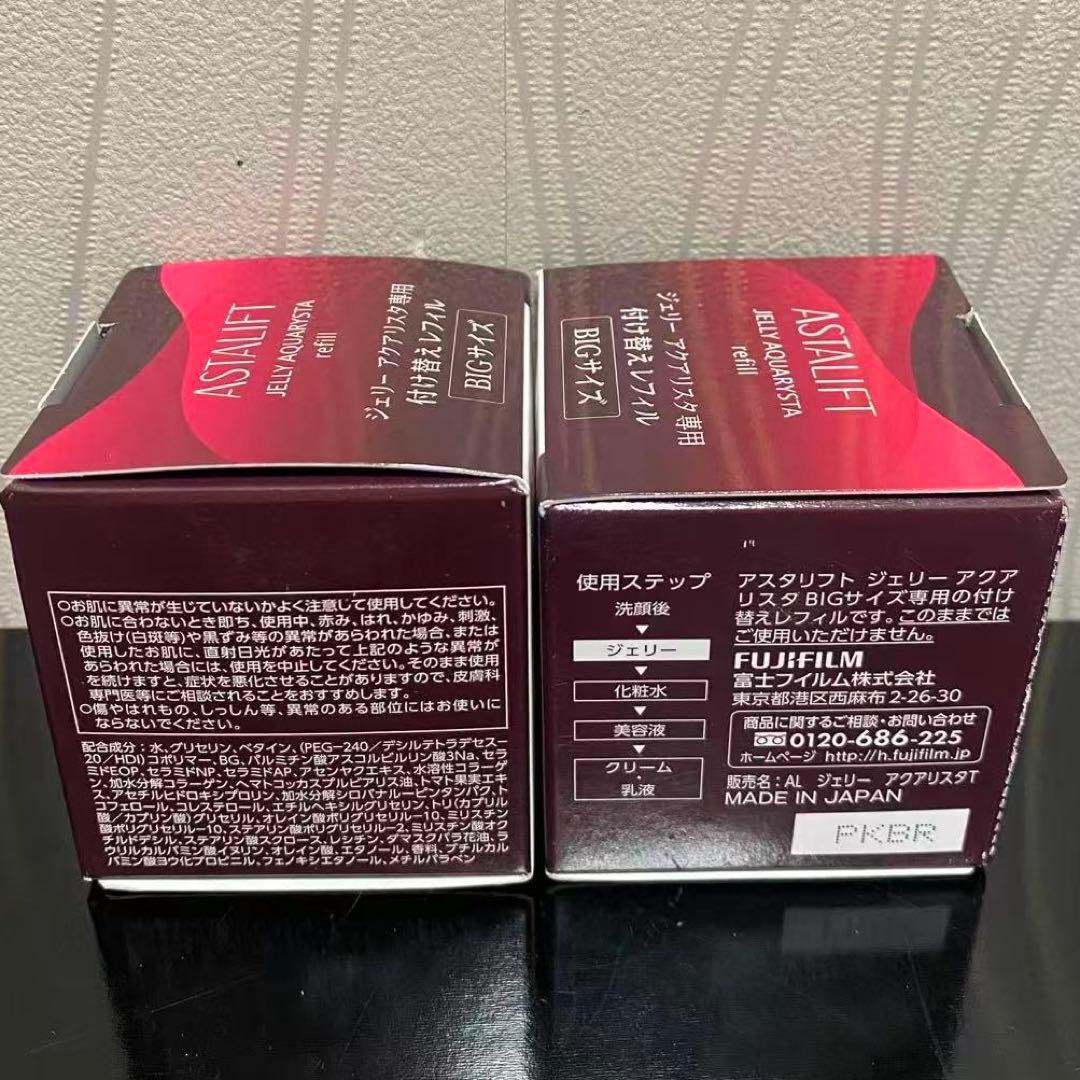 ASTALIFT
JELLY AQUARYSTA
refill
ジェリー アクアリスタ専用
付け替えレフィル
BIGサイズ
○お肌に異常が生じていないかよく注意して使用してください。
○お肌に合わないとき即ち、使用中、赤み、はれ、かゆみ、刺激、
色抜け(白斑等)や黒ずみ等の異常があらわれた場合、または
使用したお肌に、直射日光があたって上記のような異常が
あらわれた場合には、使用を中止してください。そのまま使用
を続けますと、症状を悪化させることがありますので、皮膚科
専門医等にご相談されることをおすすめします。
○傷やはれもの、しっしん等、異常のある部位にはお使いに
ならないでください。
配合成分:水、グリセリン、ベタイン、(PEG-240/デシルテトラデセス-
20/HDI)コポリマー、BG、パルミチン酸アスコルビルリン酸3Na、セラ
ミドEOP、セラミドNP、セラミドAP、アセンヤクエキス、水溶性コラーゲ
ン、加水分解コラーゲン、ヘマトコッカスプルビアリス油、トマト果実エキ
ス、アセチルヒドロキシプロリン、加水分解シロバナルーピンタンパク、ト
コフェロール、コレステロール、エチルヘキシルグリセリン、トリ(カプリル
酸/カプリン酸)グリセリル、オレイン酸ポリグリセリル-10、ミリスチン
酸ポリグリセリル-10、ステアリン酸ポリグリセリル-2、ミリスチン酸オク
チルドデシル、ステアリン酸スクロース、レシチン、ダマスクバラ花油、ラ
ウリルカルバミン酸イヌリン、オレイン酸、エタノール、香料、ブチルカル
バミン酸ヨウ化プロピニル、フェノキシエタノール、メチルパラベン
ASTALIFT
JELLY AQUARYSTA
refill
ジェリー アクアリスタ専用
付け替えレフィル
BIGサイズ
使用ステップ
洗顔後
▼
ジェリー
▼
化粧水
▼
美容液
▼
クリーム・
乳液
アスタリフト ジェリー アクア
リスタ BIGサイズ専用の付け
替えレフィルです。このままでは
ご使用いただけません。
FUJIFILM
富士フイルム株式会社
東京都港区西麻布 2-26-30
商品に関するご相談・お問い合わせ
0120-686-225
ホームページ http://h.fujifilm.jp
販売名:AL ジェリー アクアリスタT
MADE IN JAPAN
PKBR